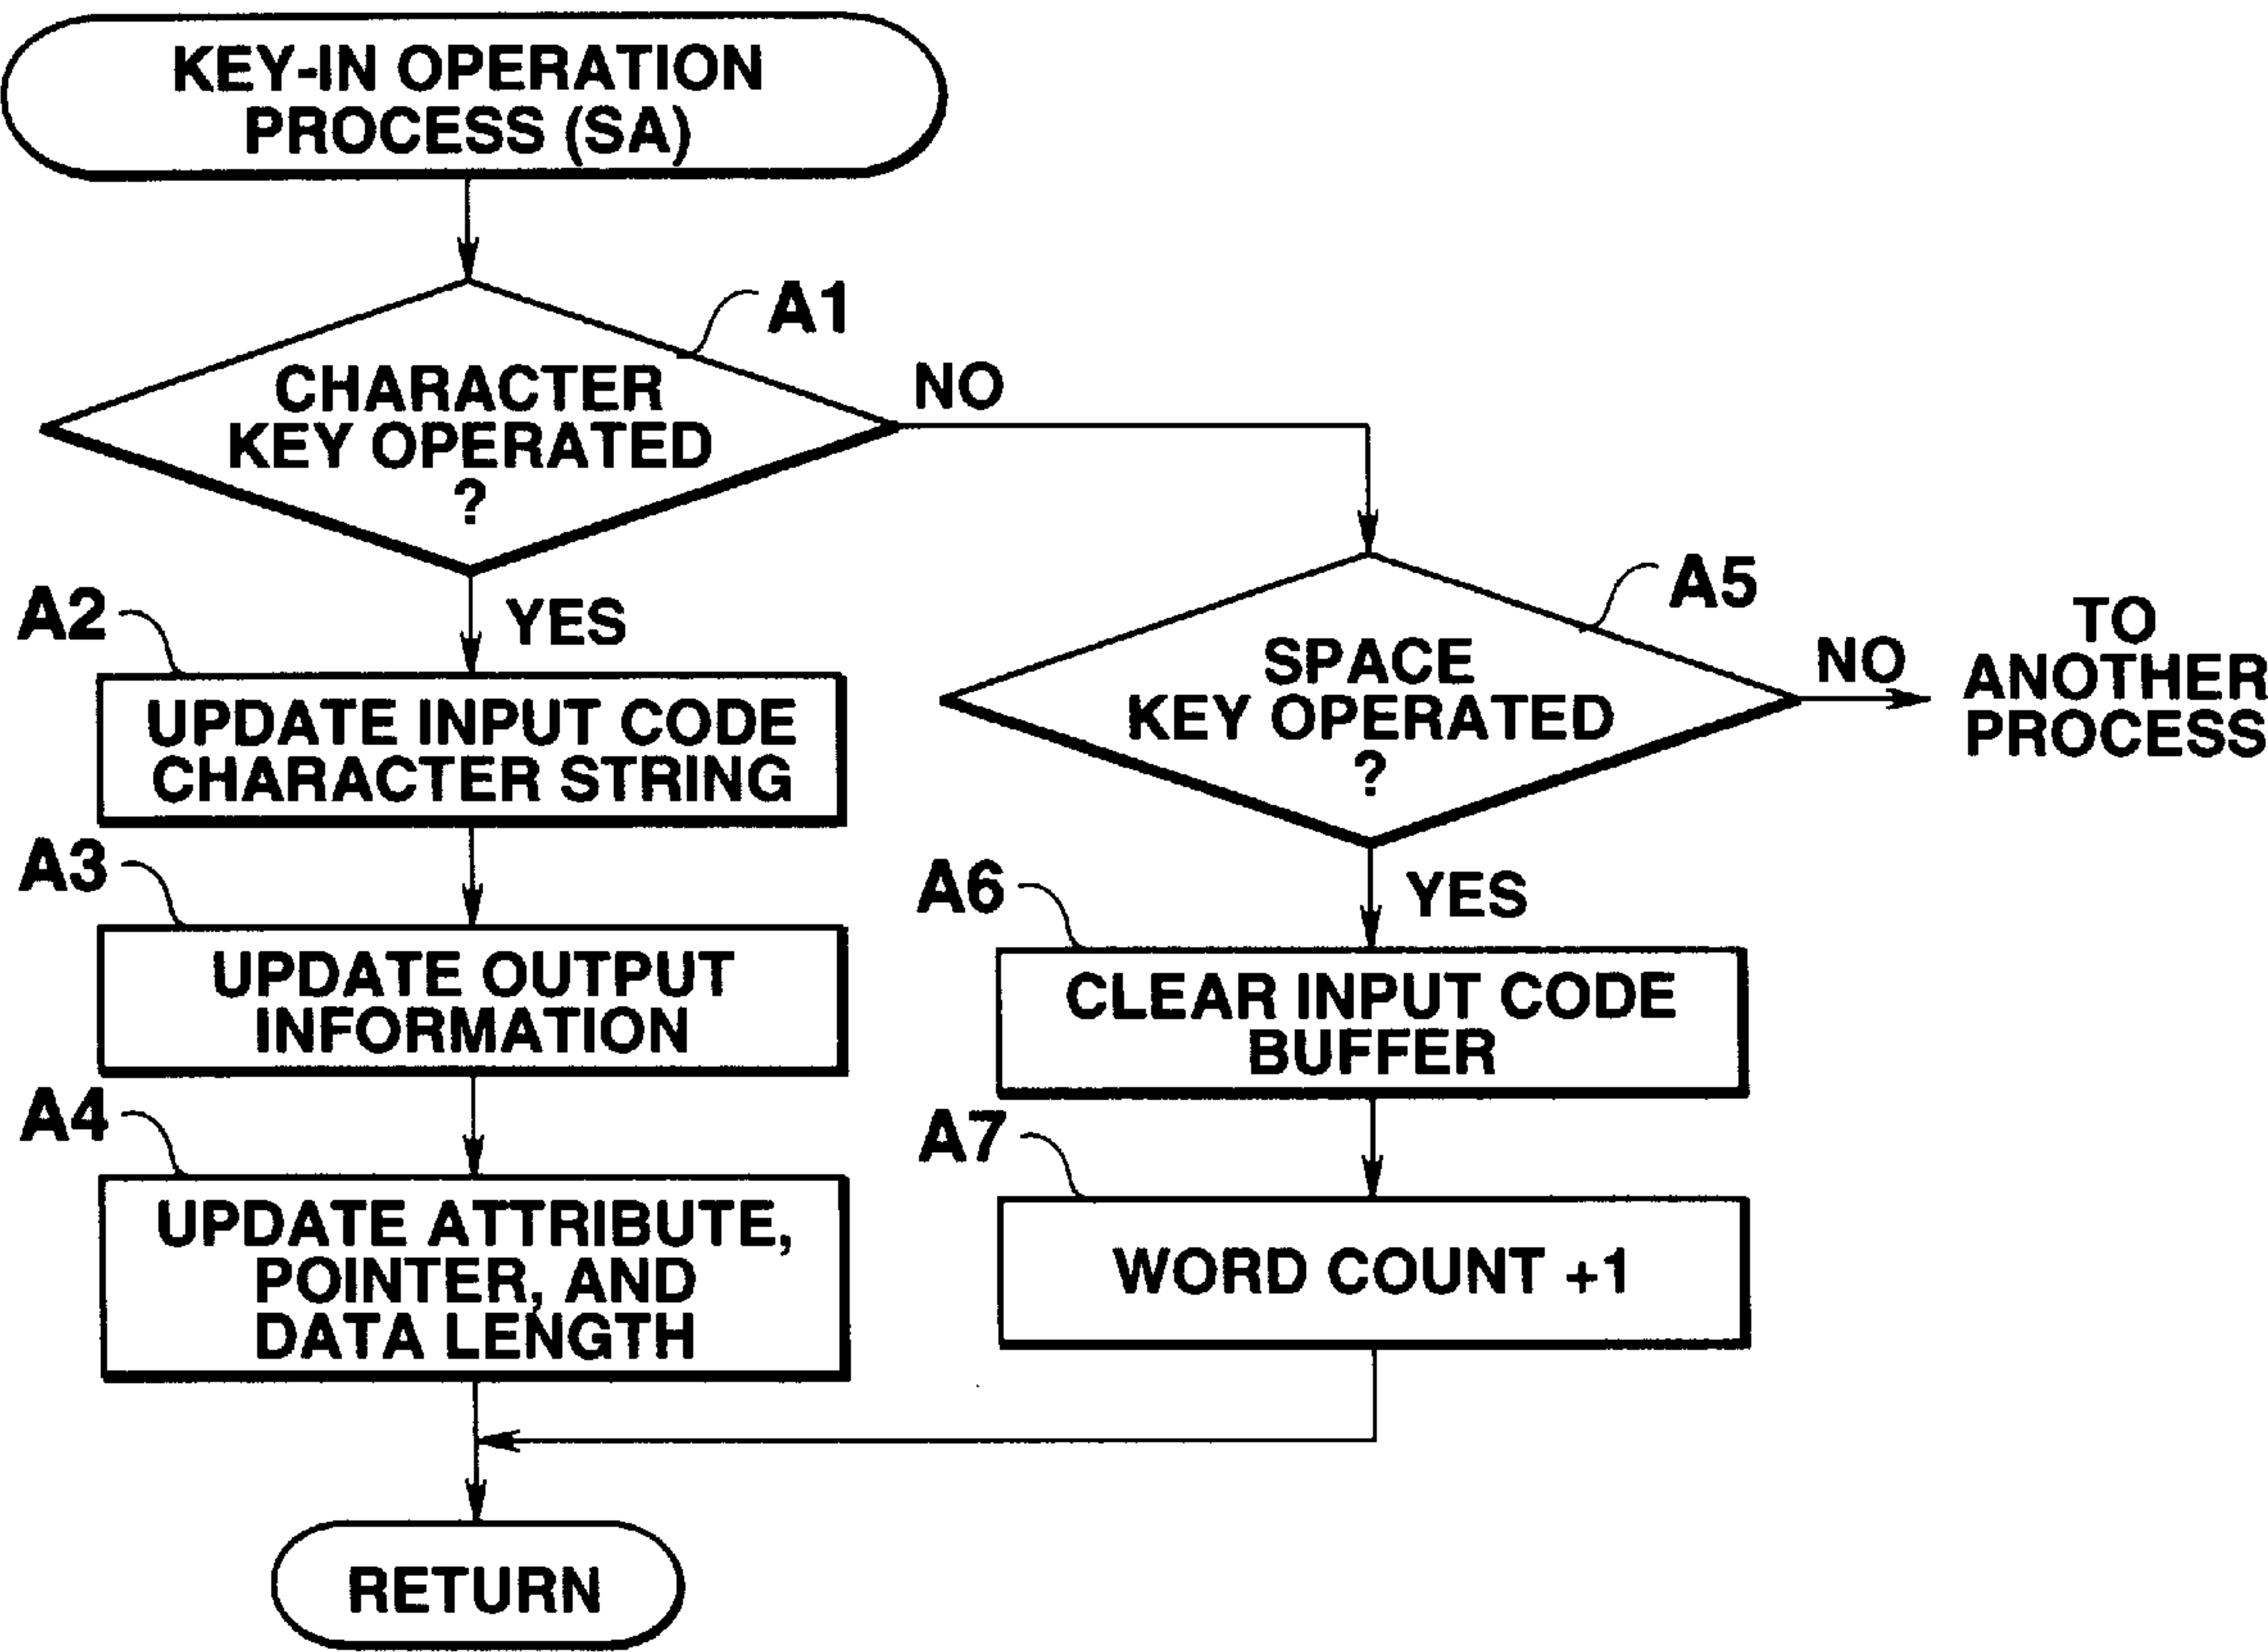 KEY-IN OPERATION
PROCESS (SA)
A1
CHARACTER
KEY OPERATED
?
NO
YES
A2
UPDATE INPUT CODE
CHARACTER STRING
A3
UPDATE OUTPUT
INFORMATION
A4
UPDATE ATTRIBUTE,
POINTER, AND
DATA LENGTH
A5
SPACE
KEY OPERATED
?
NO
TO
ANOTHER
PROCESS
YES
A6
CLEAR INPUT CODE
BUFFER
A7
WORD COUNT +1
RETURN